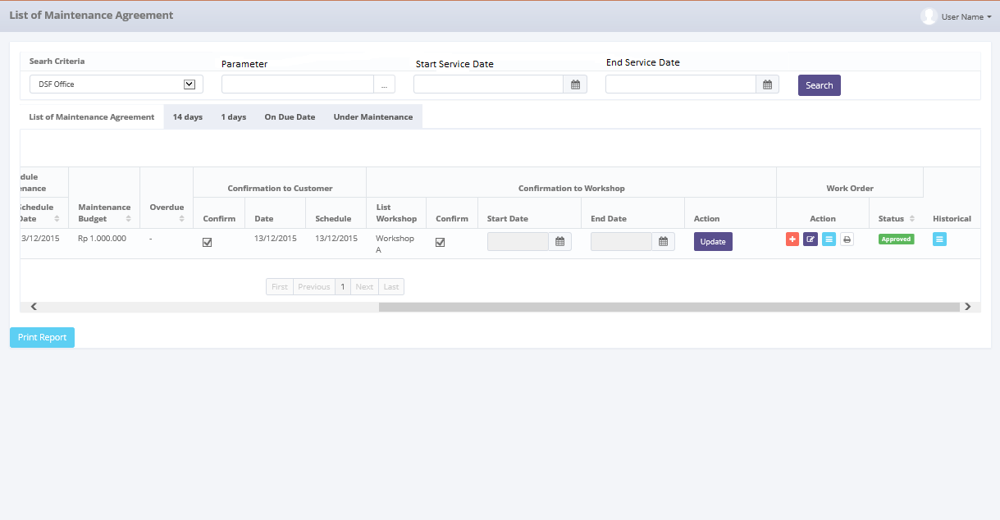 List of Maintenance Agreement
User Name
Searh Criteria
Parameter
Start Service Date
End Service Date
DSF Office
...
Search
List of Maintenance Agreement 14 days 1 days On Due Date Under Maintenance
dule
enance
Schedule
Date
Maintenance
Budget
Overdue
Confirmation to Customer
Confirm Date Schedule
Confirmation to Workshop
List
Workshop
Confirm Start Date End Date Action
Work Order
Action Status Historical
3/12/2015 Rp 1.000.000 - 13/12/2015 13/12/2015 Workshop
A
Update
Approved
First Previous 1 Next Last
Print Report